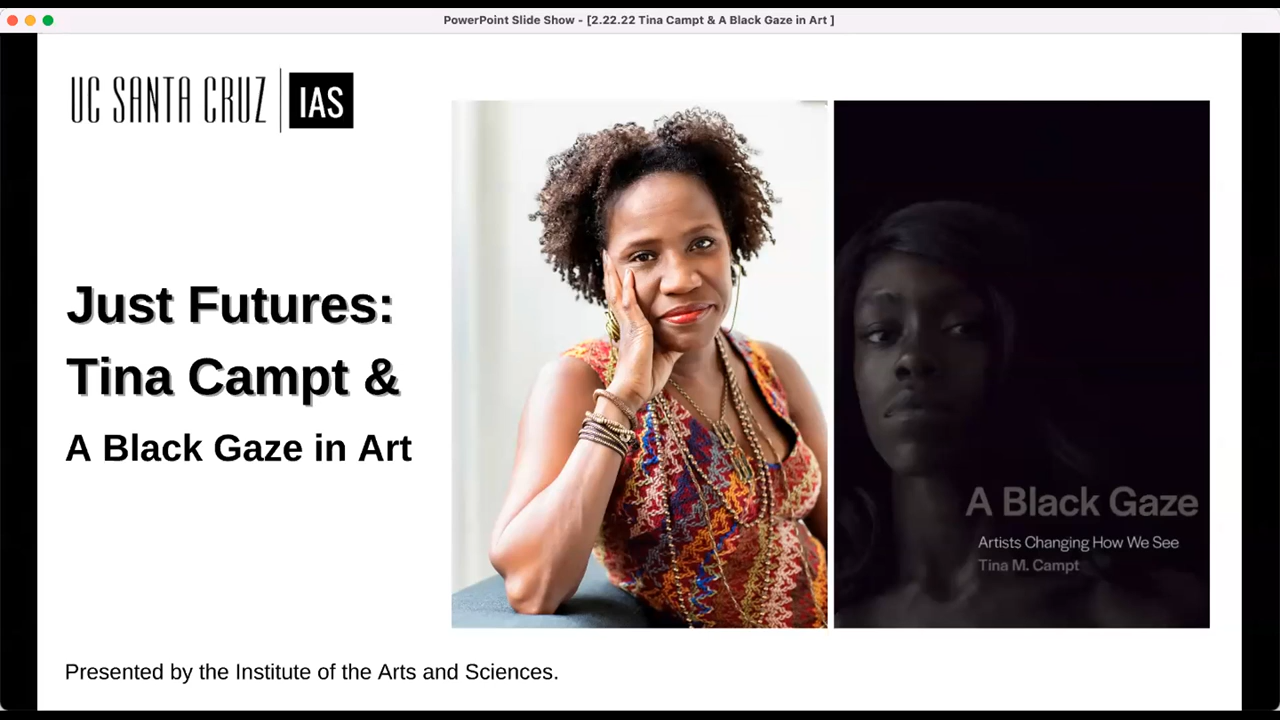 PowerPoint Slide Show - [2.22.22 Tina Campt & A Black Gaze in Art ]
UC SANTA CRUZ IAS
Just Futures:
Tina Campt &
A Black Gaze in Art
A Black Gaze
Artists Changing How We See
Tina M. Campt
Presented by the Institute of the Arts and Sciences.